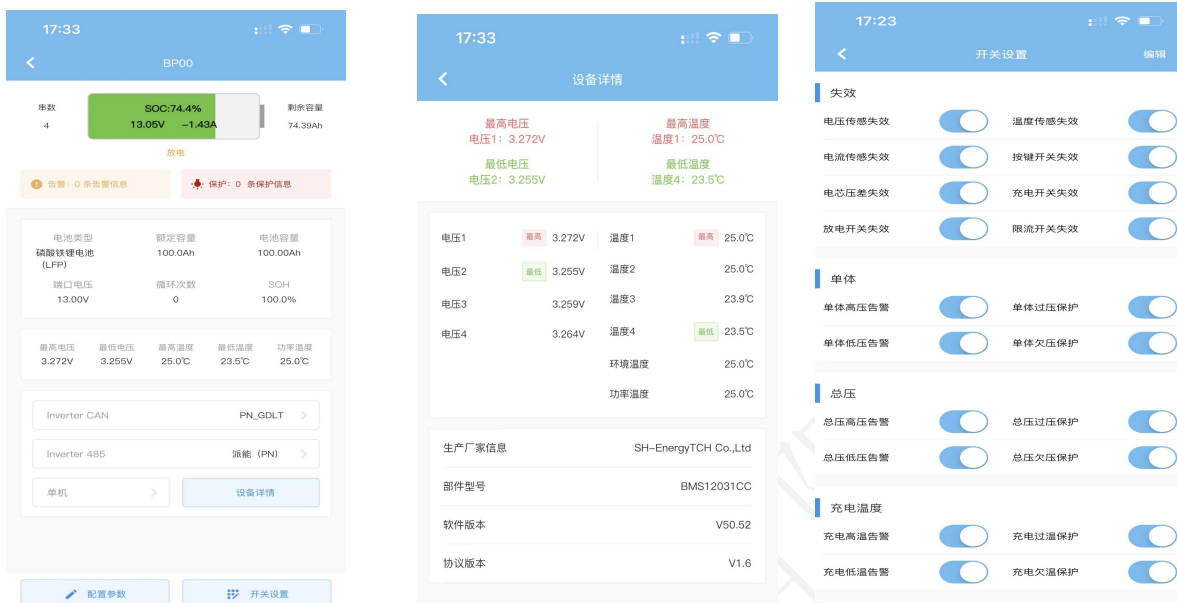 17:33
BP00
串数
4
SOC:74.4%
13.05V -1.43A
剩余容量
74.39Ah
放电
告警：0 条告警信息
保护：0 条保护信息
电池类型 额定容量 电池容量
磷酸铁锂电池 100.0Ah 100.00Ah
(LFP)
端口电压 循环次数 SOH
13.00V 0 100.0%
最高电压 最低电压 最高温度 最低温度 功率温度
3.272V 3.255V 25.0℃ 23.5℃ 25.0℃
Inverter CAN PN_GDLT
Inverter 485 派能（PN）
单机 设备详情
配置参数 开关设置
17:33
设备详情
最高电压 最高温度
电压1：3.272V 温度1：25.0℃
最低电压 最低温度
电压2：3.255V 温度4：23.5℃
电压1 最高 3.272V 温度1 最高 25.0℃
电压2 最低 3.255V 温度2 25.0℃
电压3 3.259V 温度3 23.9℃
电压4 3.264V 温度4 最低 23.5℃
环境温度 25.0℃
功率温度 25.0℃
生产厂家信息 SH-EnergyTCH Co.,Ltd
部件型号 BMS12031CC
软件版本 V50.52
协议版本 V1.6
17:23
开关设置 编辑
失效
电压传感失效 温度传感失效
电流传感失效 按键开关失效
电芯压差失效 充电开关失效
放电开关失效 限流开关失效
单体
单体高压告警 单体过压保护
单体低压告警 单体欠压保护
总压
总压高压告警 总压过压保护
总压低压告警 总压欠压保护
充电温度
充电高温告警 充电过温保护
充电低温告警 充电欠温保护